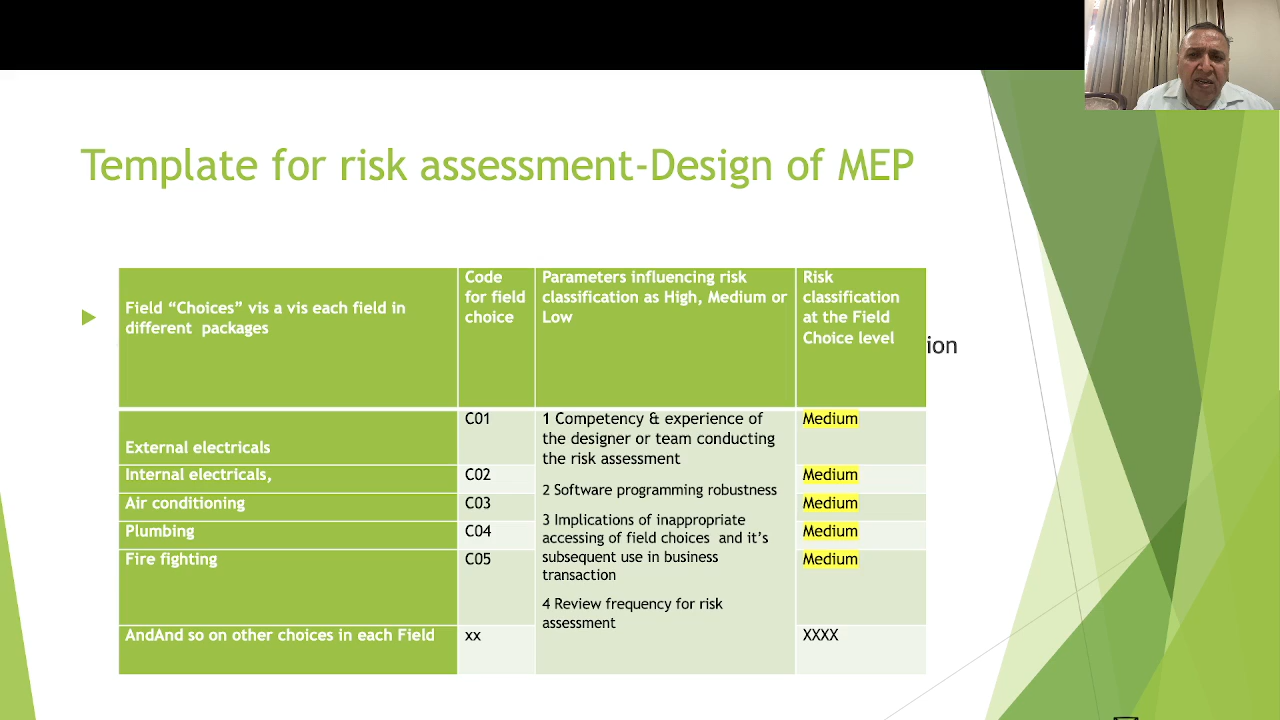 Template for risk assessment-Design of MEP
Field “Choices” vis a vis each field in
different packages
Code
for field
choice
Parameters influencing risk
classification as High, Medium or
Low
Risk
classification
at the Field
Choice level
ion
External electricals
C01
1 Competency & experience of
the designer or team conducting
the risk assessment
Medium
Internal electricals,
C02
2 Software programming robustness
Medium
Air conditioning
C03
3 Implications of inappropriate
accessing of field choices and it’s
subsequent use in business
transaction
Medium
Plumbing
C04
Medium
Fire fighting
C05
4 Review frequency for risk
assessment
Medium
AndAnd so on other choices in each Field
xx
XXXX